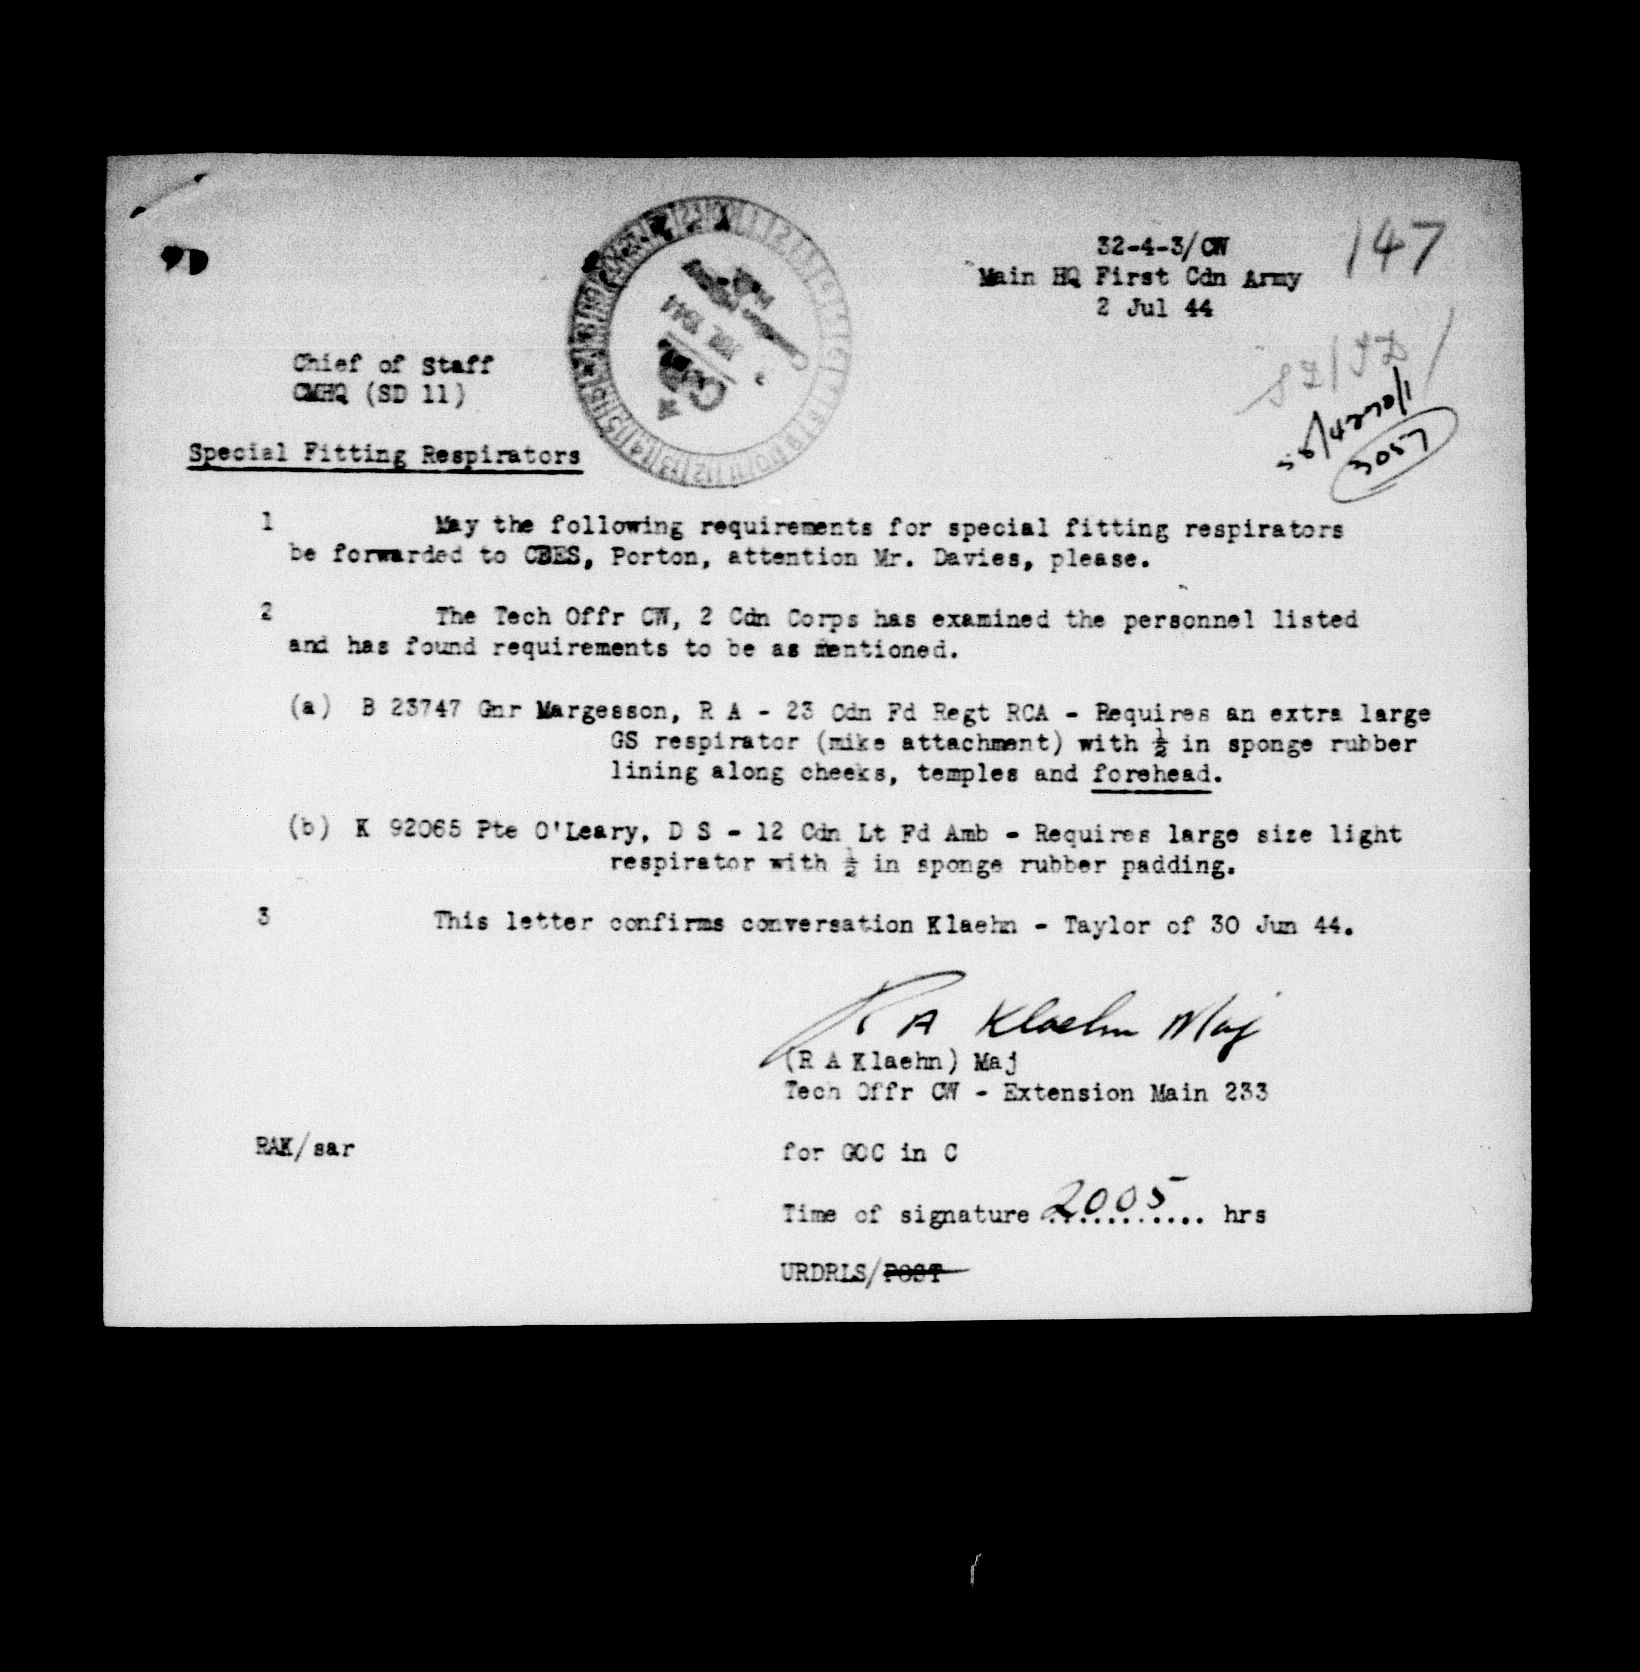 147
32-4-3/CW
Main HQ First Cdn Army
2 Jul 44
Chief of Staff
CMHQ (SD 11)
JUL 1944
3057
Special Fitting Respirators
1 May the following requirements for special fitting respirators
be forwarded to CBES, Porton, attention Mr. Davies, please.
2 The Tech Offr CW, 2 Cdn Corps has examined the personnel listed
and has found requirements to be as mentioned.
(a) B 23747 Gnr Margesson, R A - 23 Cdn Fd Regt RCA - Requires an extra large
GS respirator (mike attachment) with ½ in sponge rubber
lining along cheeks, temples and forehead.
(b) K 92065 Pte O'Leary, D S - 12 Cdn Lt Fd Amb - Requires large size light
respirator with ½ in sponge rubber padding.
3 This letter confirms conversation Klaehn - Taylor of 30 Jun 44.
R A Klaehn Maj
(R A Klaehn) Maj
Tech Offr CW - Extension Main 233
RAK/sar
for GOC in C
Time of signature 2005 hrs
URDRLS/POST